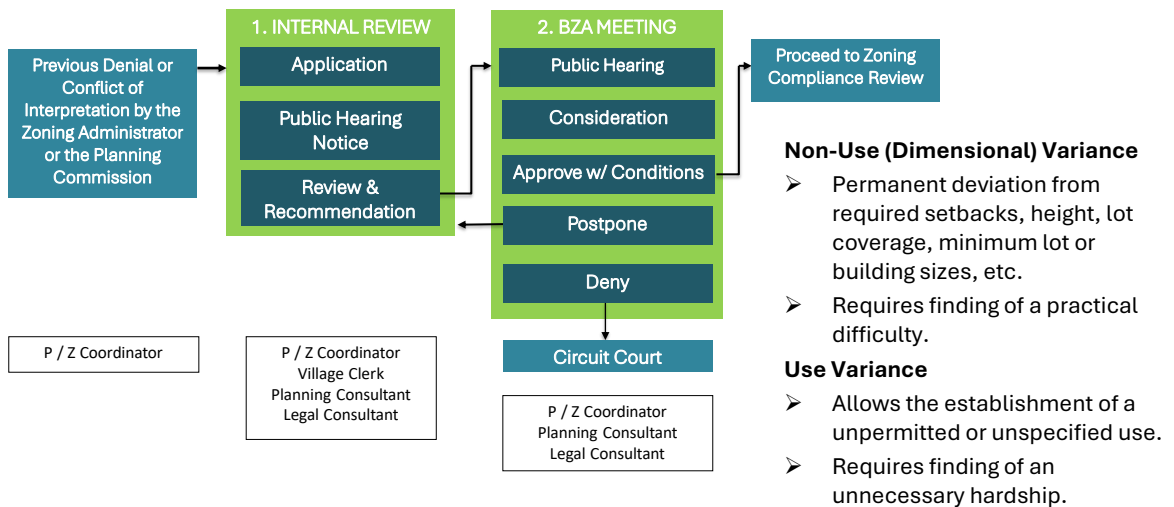 Previous Denial or
Conflict of
Interpretation by the
Zoning Administrator
or the Planning
Commission
1. INTERNAL REVIEW
Application
Public Hearing
Notice
Review &
Recommendation
2. BZA MEETING
Public Hearing
Consideration
Approve w/ Conditions
Postpone
Deny
Circuit Court
Proceed to Zoning
Compliance Review
P / Z Coordinator
P / Z Coordinator
Village Clerk
Planning Consultant
Legal Consultant
P / Z Coordinator
Planning Consultant
Legal Consultant
Non-Use (Dimensional) Variance
➢ Permanent deviation from
required setbacks, height, lot
coverage, minimum lot or
building sizes, etc.
➢ Requires finding of a practical
difficulty.
Use Variance
➢ Allows the establishment of a
unpermitted or unspecified use.
➢ Requires finding of an
unnecessary hardship.